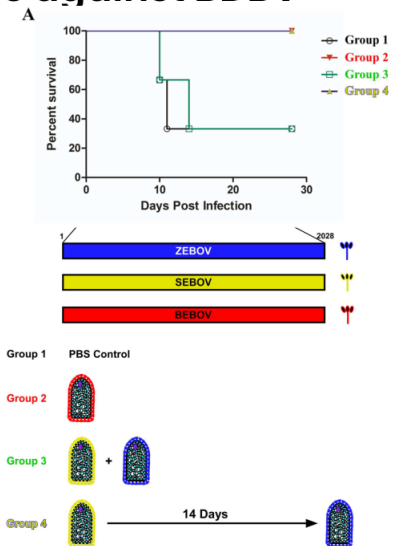 A
Percent survival
100
80
60
40
20
0
0 10 20 30
Days Post Infection
Group 1
Group 2
Group 3
Group 4
1 2028
ZEBOV
SEBOV
BEBOV
Group 1 PBS Control
Group 2
Group 3 +
Group 4 14 Days